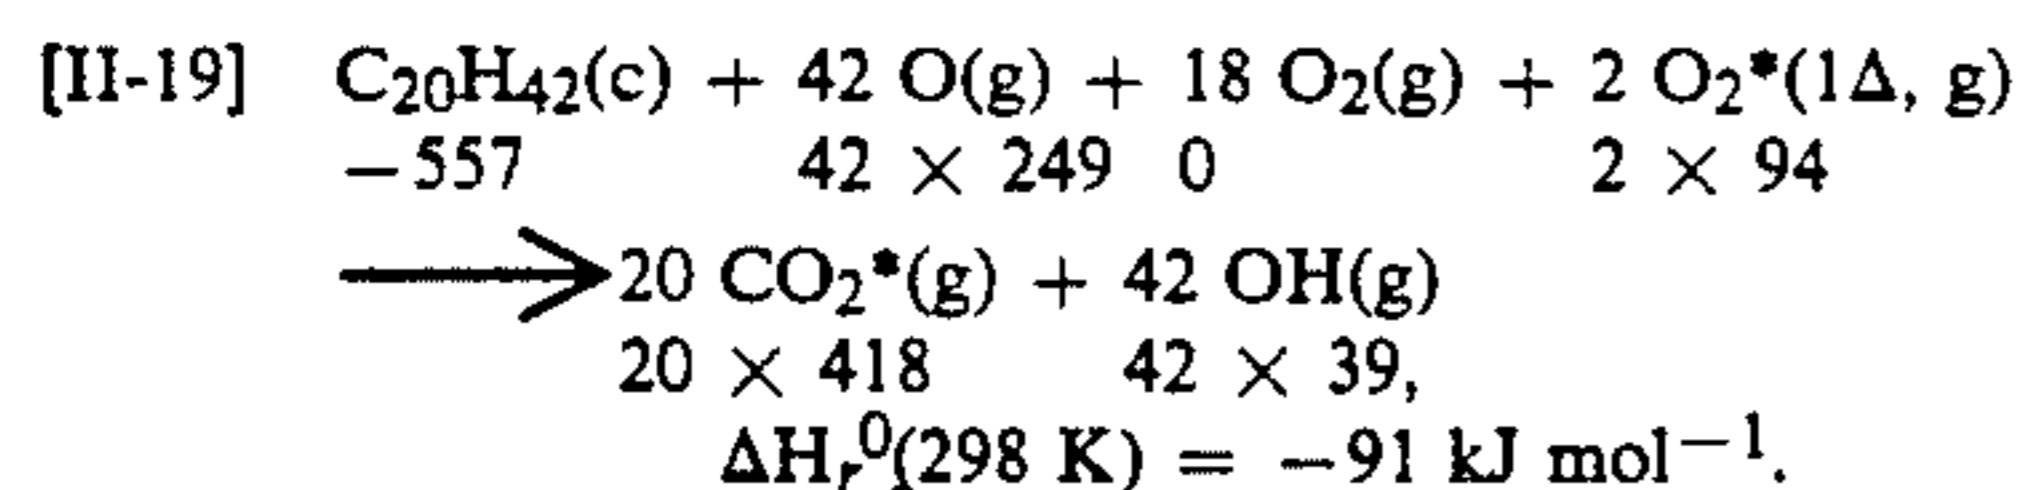 [II-19] C₂₀H₄₂(c) + 42 O(g) + 18 O₂(g) + 2 O₂*(1Δ, g)
−557 42 × 249 0 2 × 94
⟶ 20 CO₂*(g) + 42 OH(g)
20 × 418 42 × 39,
ΔHᵣ⁰(298 K) = −91 kJ mol⁻¹.